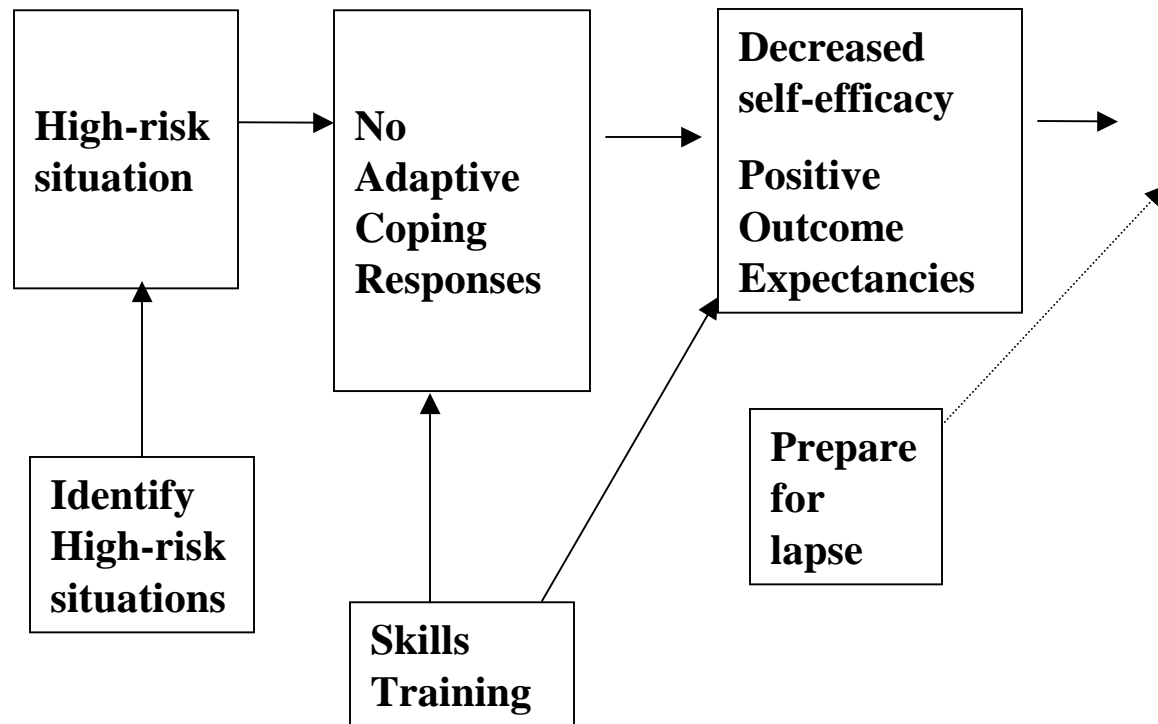 High-risk
situation
No
Adaptive
Coping
Responses
Decreased
self-efficacy
Positive
Outcome
Expectancies
Identify
High-risk
situations
Skills
Training
Prepare
for
lapse